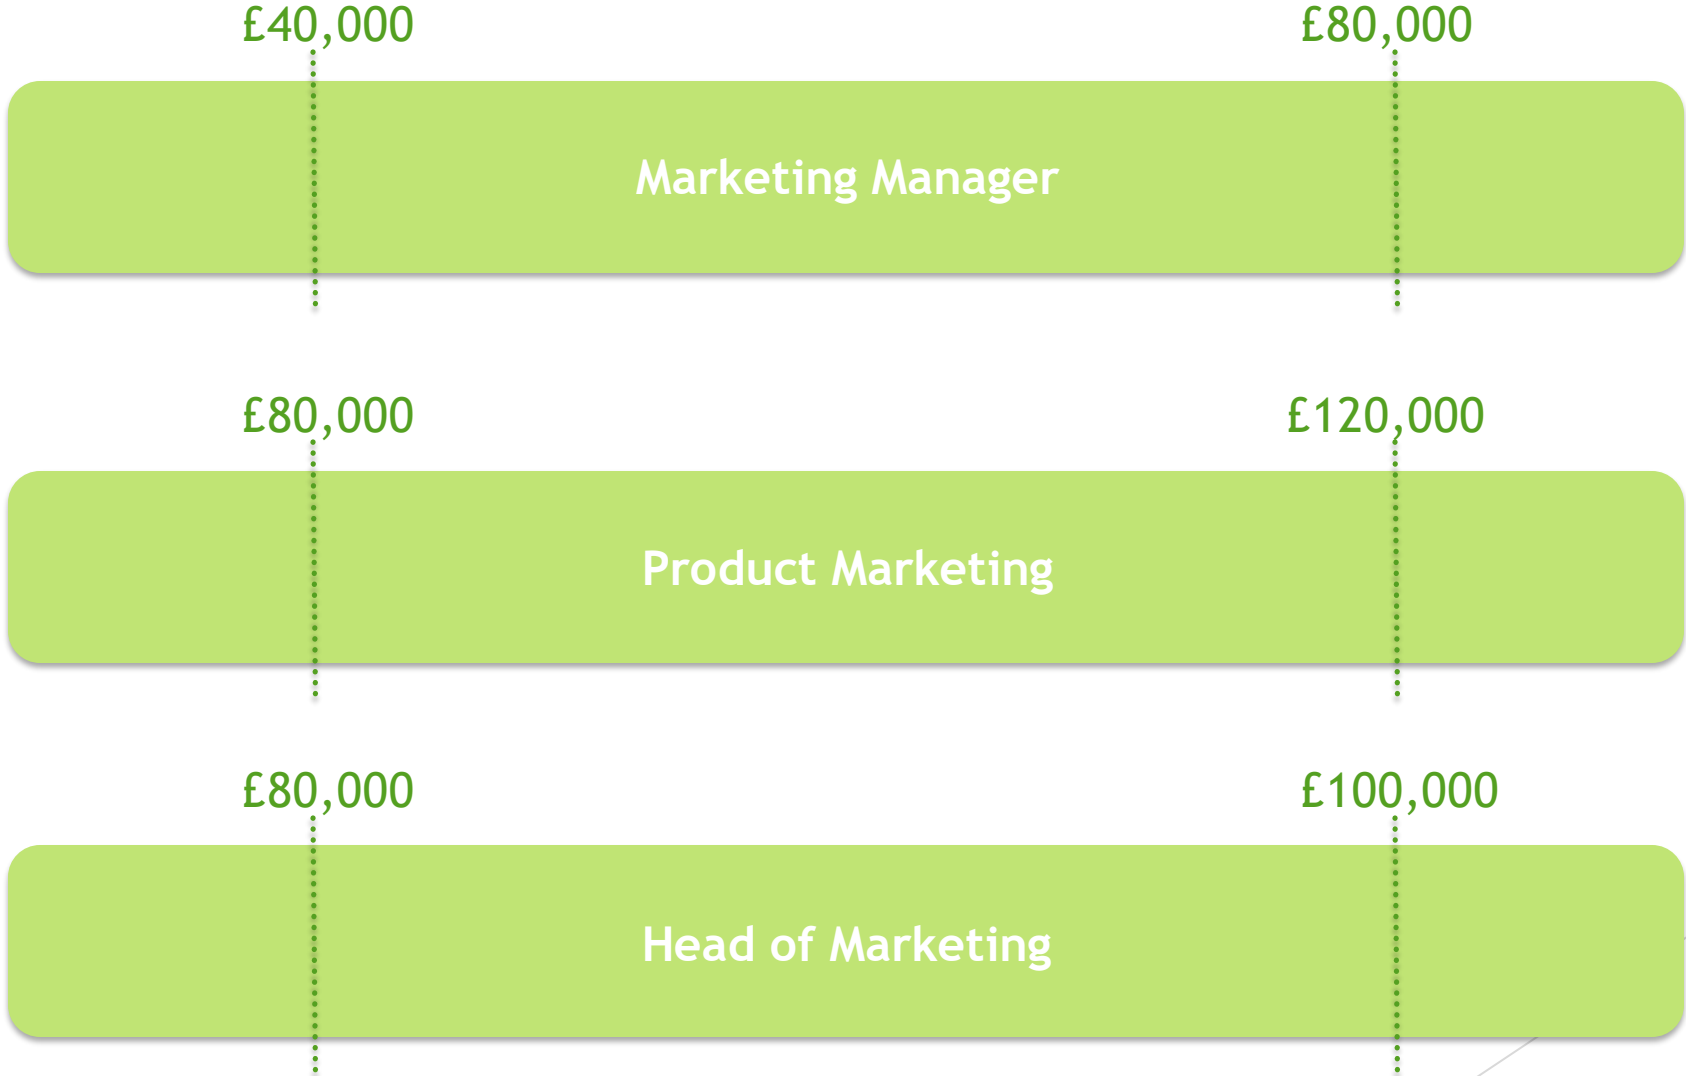 £40,000 £80,000
Marketing Manager
£80,000 £120,000
Product Marketing
£80,000 £100,000
Head of Marketing